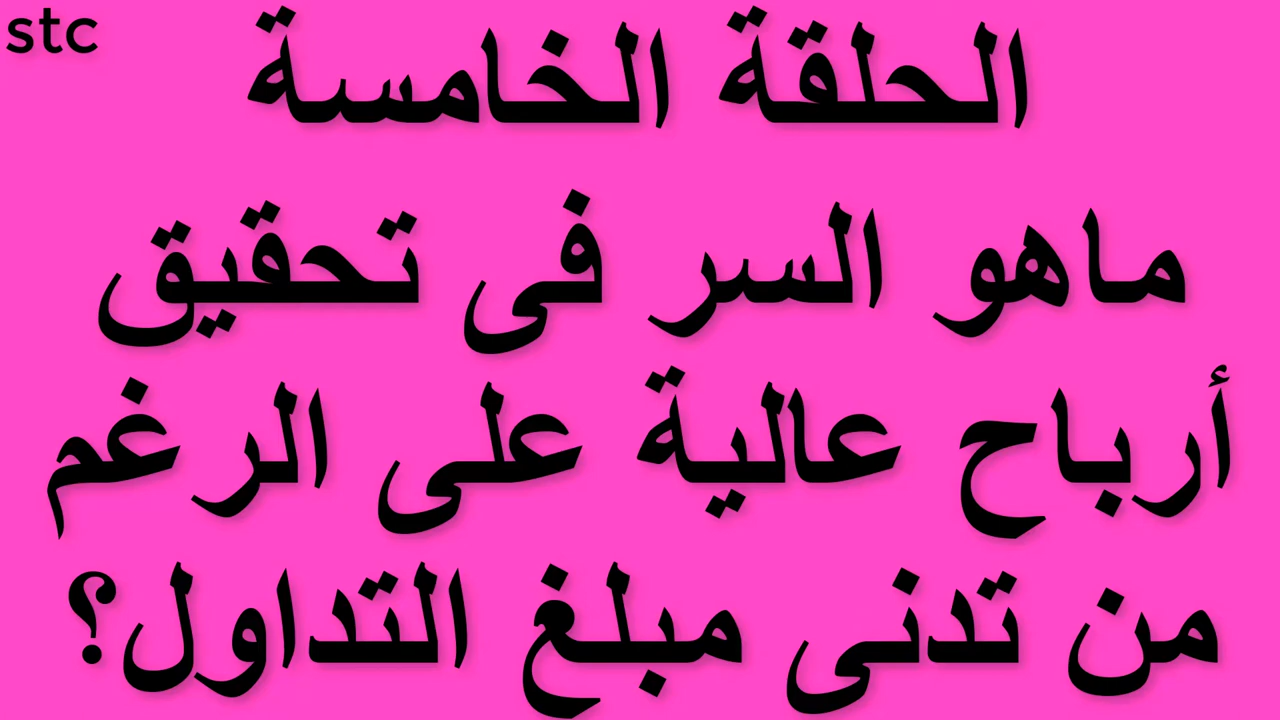 stc
الحلقة الخامسة
ماهو السر فى تحقيق
أرباح عالية على الرغم
من تدنى مبلغ التداول؟